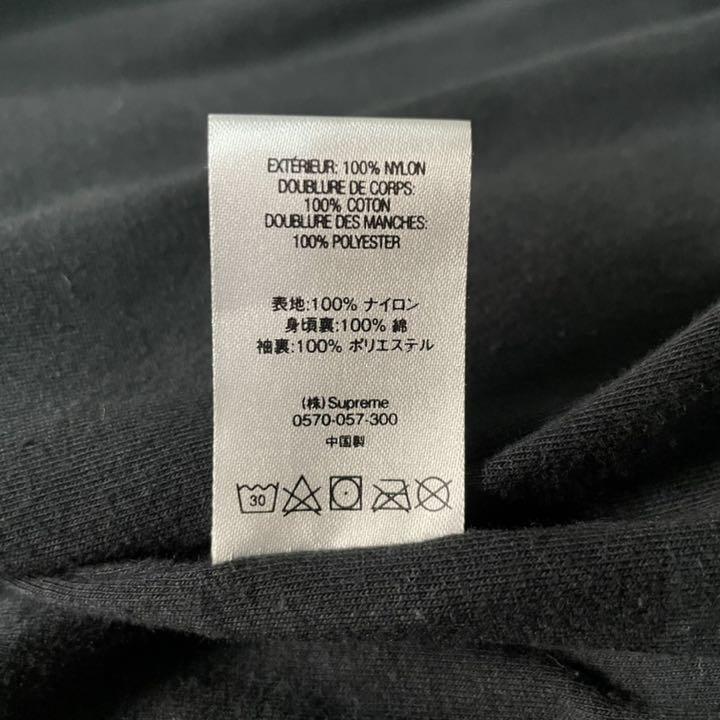 EXTÉRIEUR: 100% NYLON
DOUBLURE DE CORPS:
100% COTON
DOUBLURE DES MANCHES:
100% POLYESTER
表地:100% ナイロン
身頃裏:100% 綿
袖裏:100% ポリエステル
(株)Supreme
0570-057-300
中国製
30